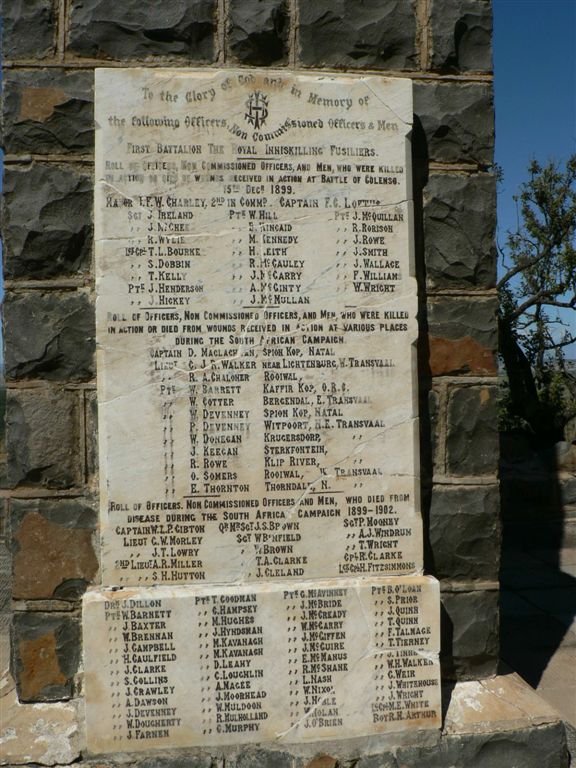 To the Glory of God and in Memory of
the following Officers, Non Commissioned Officers & Men
First Battalion The Royal Inniskilling Fusiliers.
Roll of Officers, Non Commissioned Officers, and Men, who were killed
in action or died of wounds received in action at Battle of Colenso.
15th Decr 1899.
Major T.F.W. Charley, 2nd in Commd. Captain F.G. Loftus
Sgt J. Ireland Pte W. Hill Pte J. McQuillan
,, J. McGhee ,, Kincaid ,, R. Rorison
,, R. Wylie ,, M. Kennedy ,, J. Rowe
T.L. Bourke ,, H. Leith ,, J. Smith
,, S. Dobbin ,, R. McCauley ,, J. Wallace
,, T. Kelly ,, J. McCarry ,, F. Williams
Pte J. Henderson ,, A. McGinty ,, W. Wright
,, J. Hickey ,, J. McMullan
Roll of Officers, Non Commissioned Officers, and Men, who were killed
in action or died from wounds received in action at various places
during the South African Campaign.
Captain D. Maclachlan, Spion Kop, Natal
Lieut C.J.R. Walker near Lichtenburg, W. Transvaal
,, R.A. Chaloner Rooiwal, ,,
Pte W. Barrett Kaffir Kop, O.R.C.
,, W. Cotter Bergendal, E. Transvaal
,, W. Devenney Spion Kop, Natal
,, P. Devenney Witpoort, N.E. Transvaal
,, W. Donegan Krugersdorp, ,,
,, J. Keegan Sterkfontein,
,, R. Rowe Klip River, ,,
,, O. Somers Rooiwal, W. Transvaal
,, E. Thornton Thorndale, N. ,,
Roll of Officers, Non Commissioned Officers and Men, who died from
disease during the South African Campaign 1899-1902.
Captain W.L.P. Gibton Qr Mr Sgt J.S. Brown Sgt P. Mooney
Lieut C.W. Morley Sgt W. Benfield ,, A.J. Windrum
,, J.T. Lowry ,, W. Brown ,, T. Wright
2nd Lieut A.R. Miller ,, T.A. Clarke Cpl R. Clarke
,, S.H. Hutton ,, J. Cleland H. Fitzsimmons
Drr J. Dillon Pte T. Goodman Pte G. McAvinney Pte B. O'Loan
Pte W. Barnett ,, G. Hampsey ,, J. McBride ,, S. Prior
,, J. Baxter ,, M. Hughes ,, J. McCready ,, J. Quinn
,, W. Brennan ,, J. Hyndsman ,, W. McGarry ,, T. Quinn
,, J. Campbell ,, M. Kavanagh ,, J. McGiffen ,, F. Talmage
,, H. Caulfield ,, M. Kavanagh ,, J. McGuire ,, T. Tierney
,, J. Clarke ,, D. Leahy ,, E. McManus ,, J.
,, S. Collins ,, C. Loughlin ,, R. McShane ,, W.H. Walker
,, J. Crawley ,, A. Magee ,, L. Nash ,, G. Weir
,, A. Dawson ,, J. Moorhead ,, W. Nixon ,, J. Whitehouse
,, J. Devenney ,, W. Muldoon ,, J. ,, J. Wright
,, W. Dougherty ,, R. Mulholland ,, Nolan M.E. White
,, J. Farnen ,, G. Murphy ,, J. O'Brien Boy R.H. Arthur